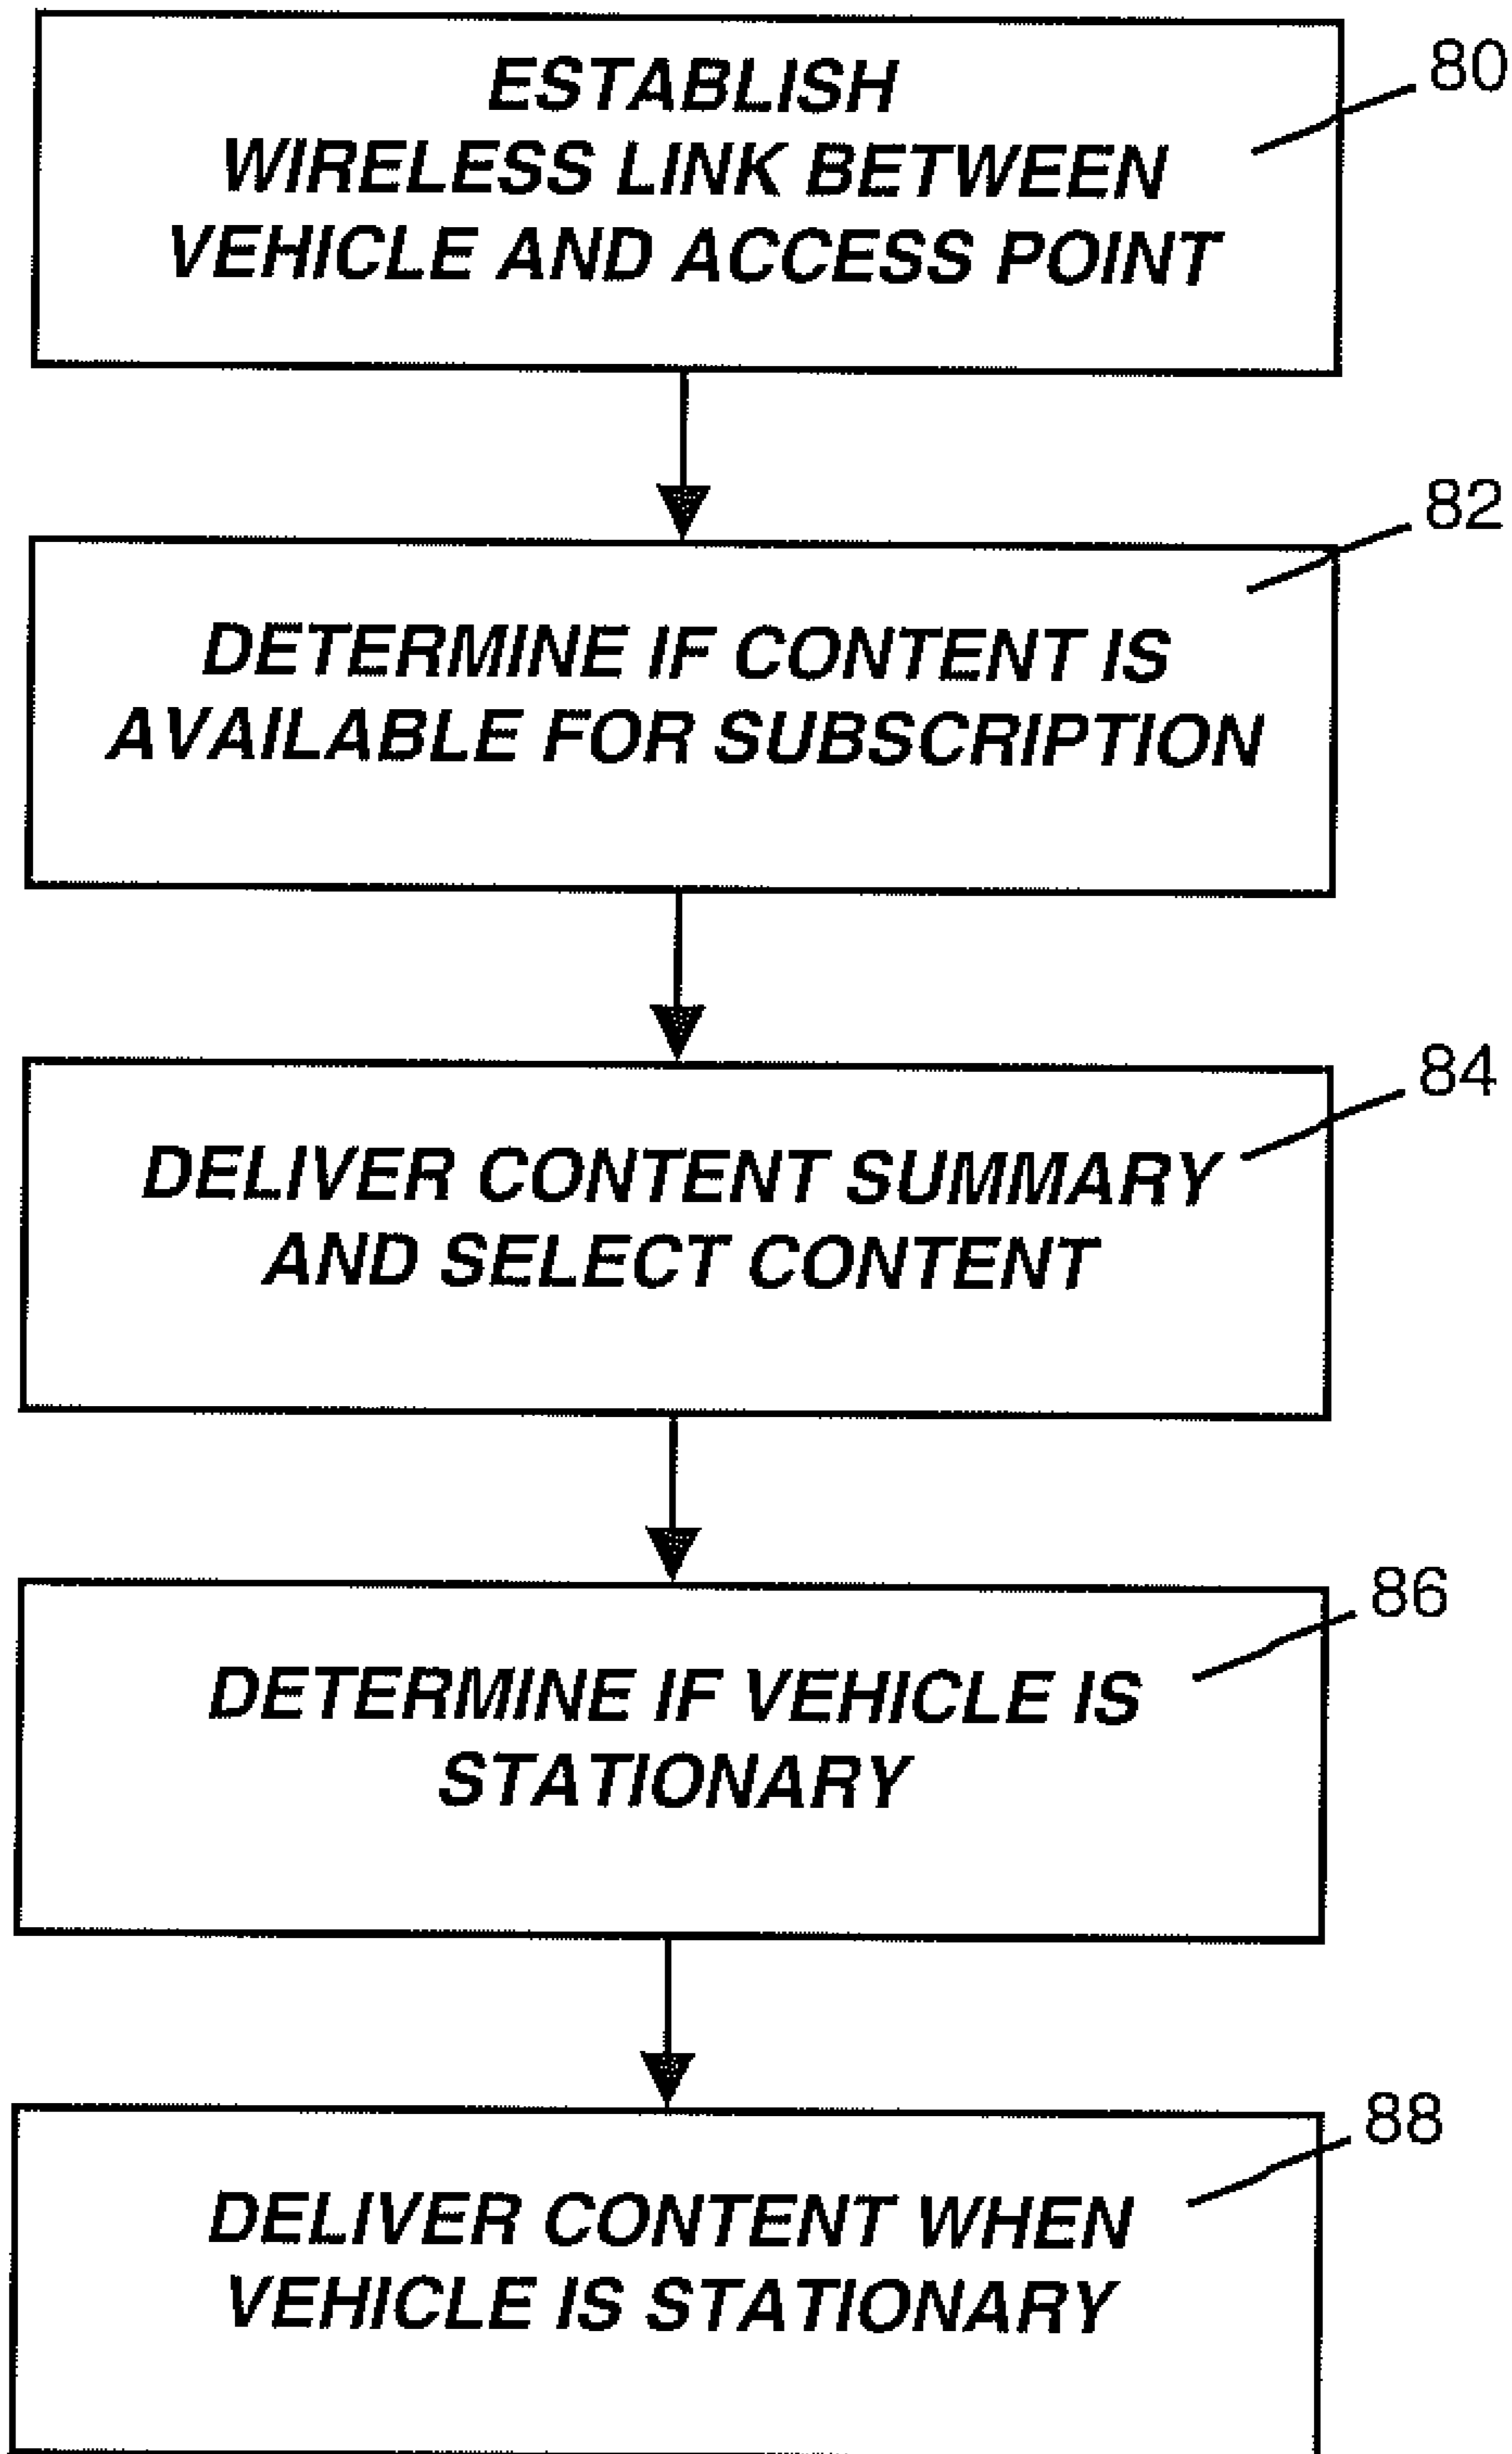 80
ESTABLISH
WIRELESS LINK BETWEEN
VEHICLE AND ACCESS POINT
82
DETERMINE IF CONTENT IS
AVAILABLE FOR SUBSCRIPTION
84
DELIVER CONTENT SUMMARY
AND SELECT CONTENT
86
DETERMINE IF VEHICLE IS
STATIONARY
88
DELIVER CONTENT WHEN
VEHICLE IS STATIONARY